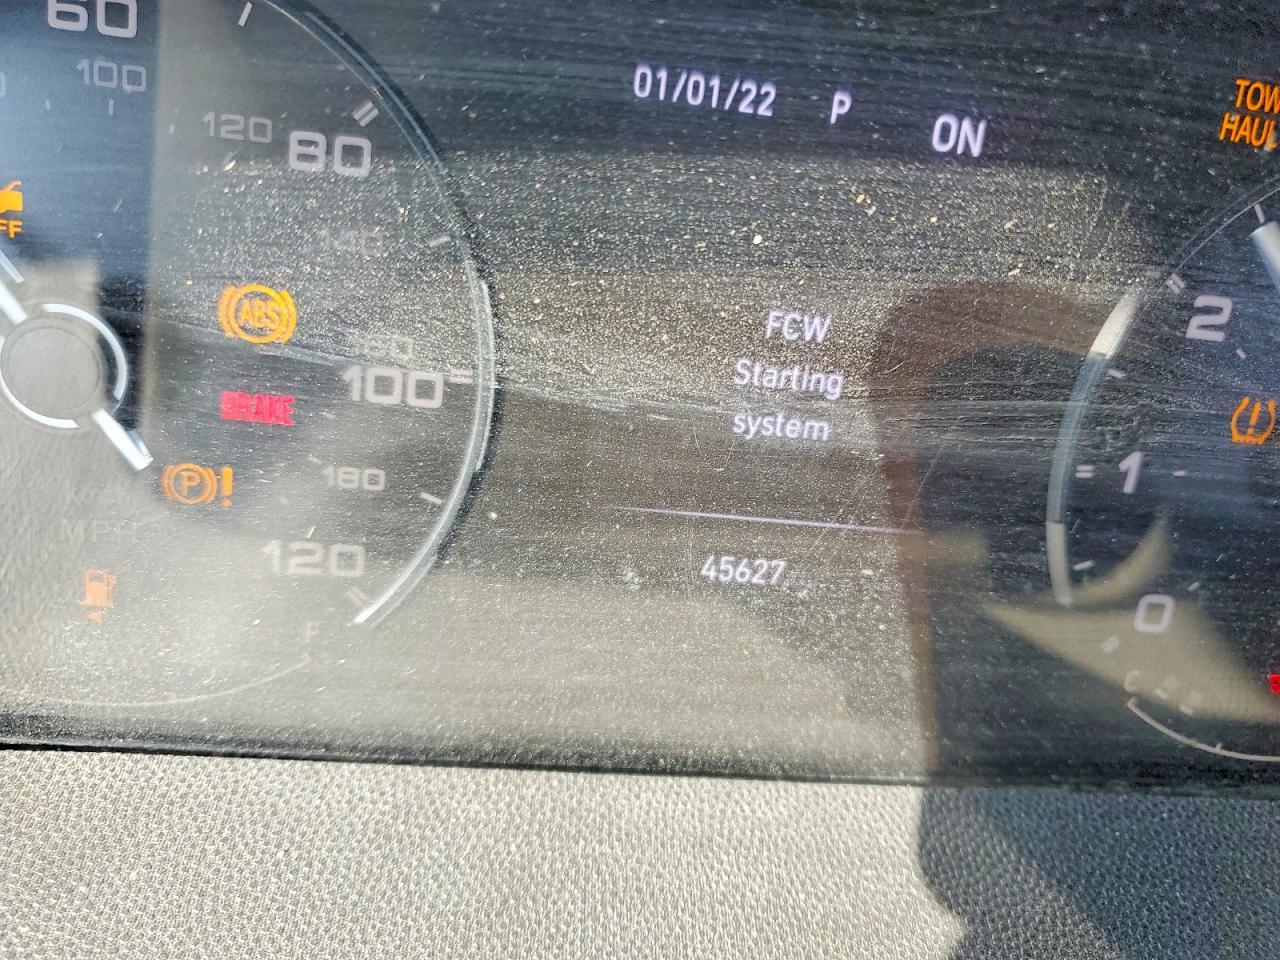 60
100
120
80
140
ABS
100
BRAKE
P!
180
MPH
120
F
01/01/22 P ON
TOW
HAUL
FCW
Starting
system
45627
2
1
0
C